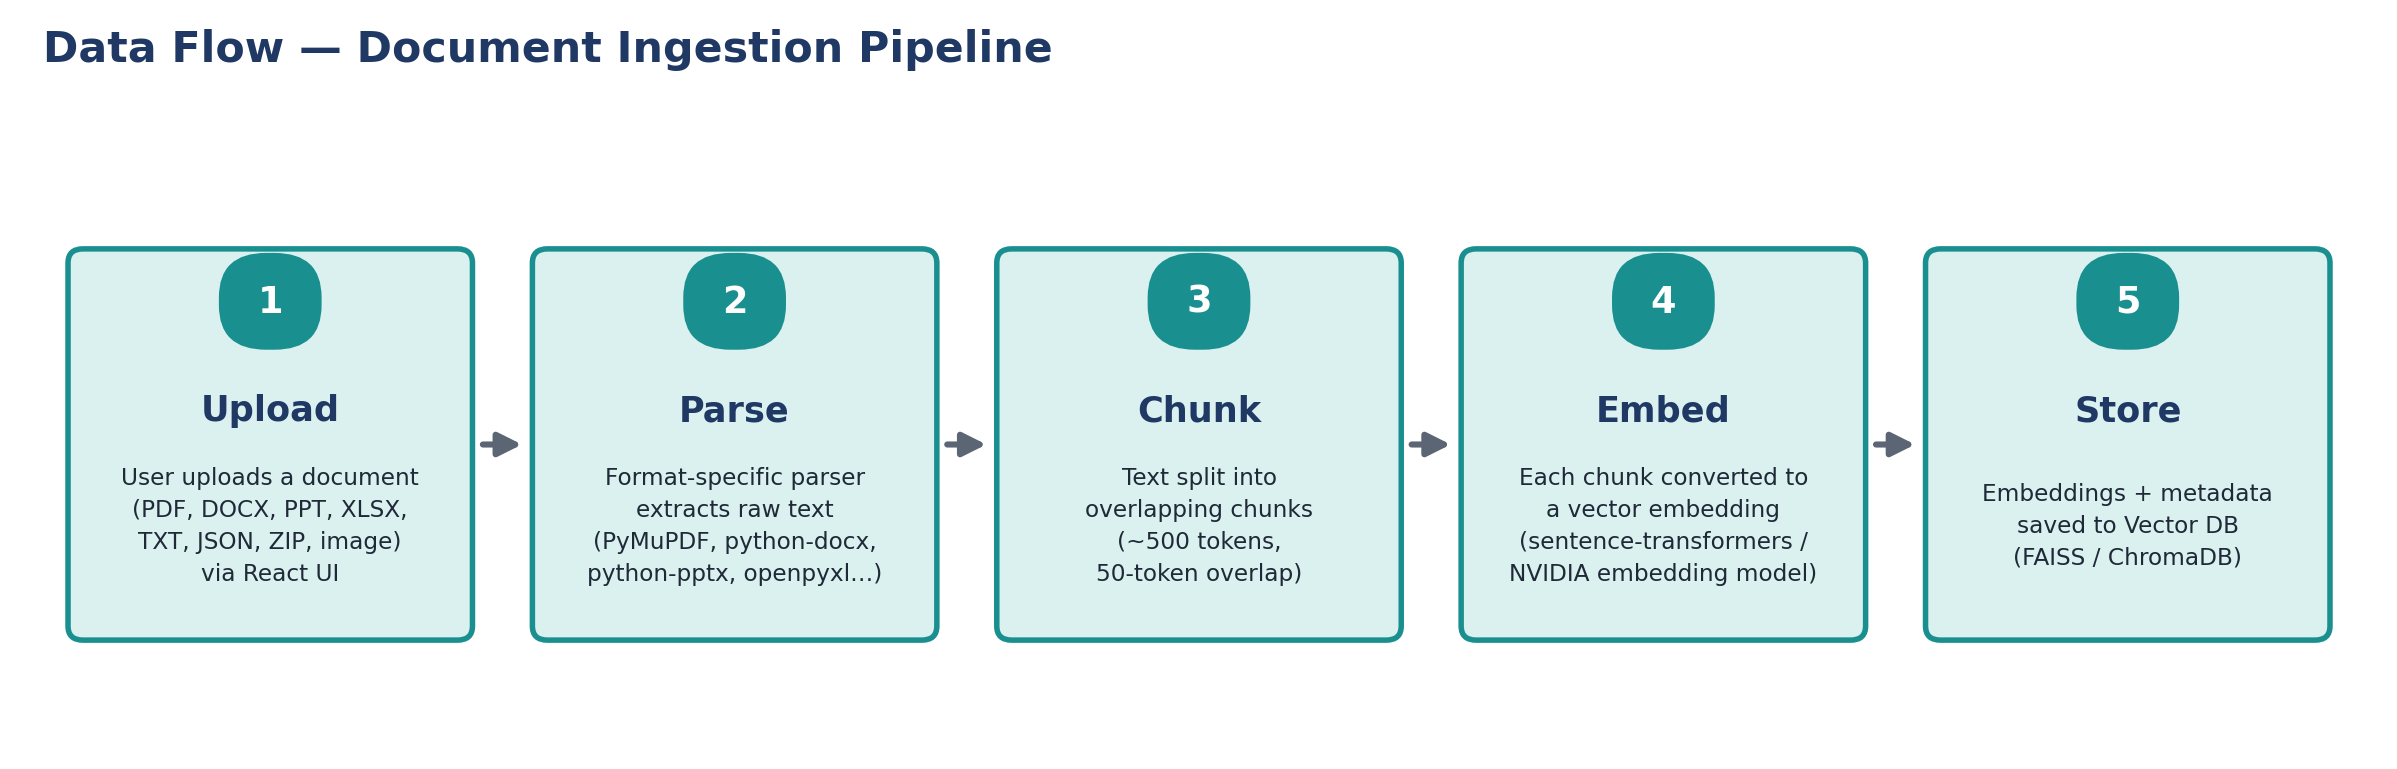 Data Flow — Document Ingestion Pipeline
1
Upload
User uploads a document
(PDF, DOCX, PPT, XLSX,
TXT, JSON, ZIP, image)
via React UI
2
Parse
Format-specific parser
extracts raw text
(PyMuPDF, python-docx,
python-pptx, openpyxl...)
3
Chunk
Text split into
overlapping chunks
(~500 tokens,
50-token overlap)
4
Embed
Each chunk converted to
a vector embedding
(sentence-transformers /
NVIDIA embedding model)
5
Store
Embeddings + metadata
saved to Vector DB
(FAISS / ChromaDB)